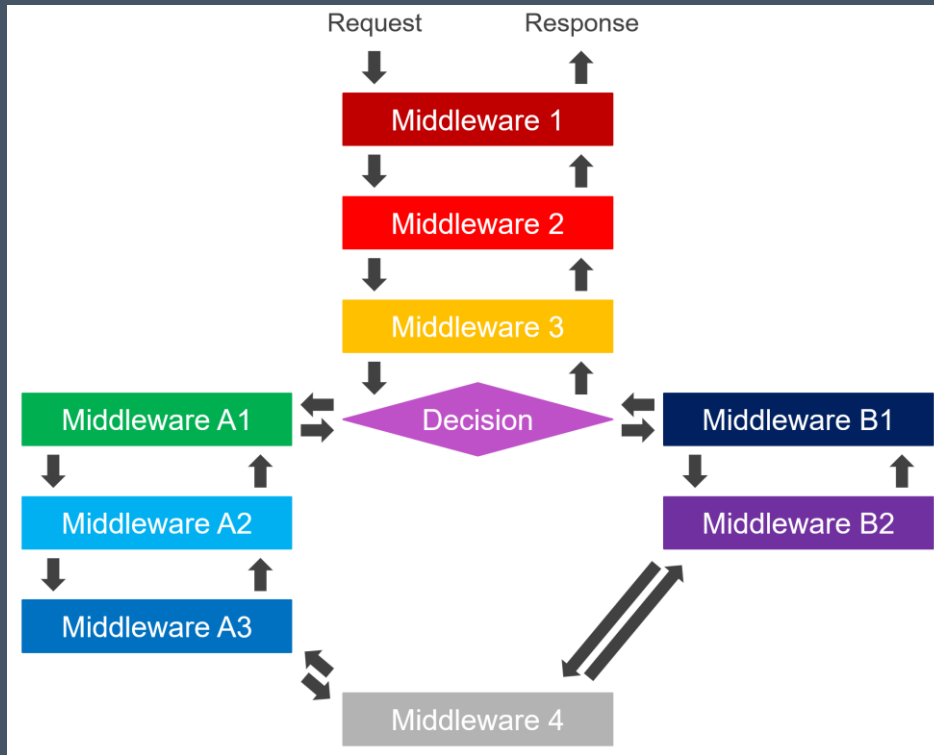 Request
Response
Middleware 1
Middleware 2
Middleware 3
Middleware A1
Decision
Middleware B1
Middleware A2
Middleware B2
Middleware A3
Middleware 4